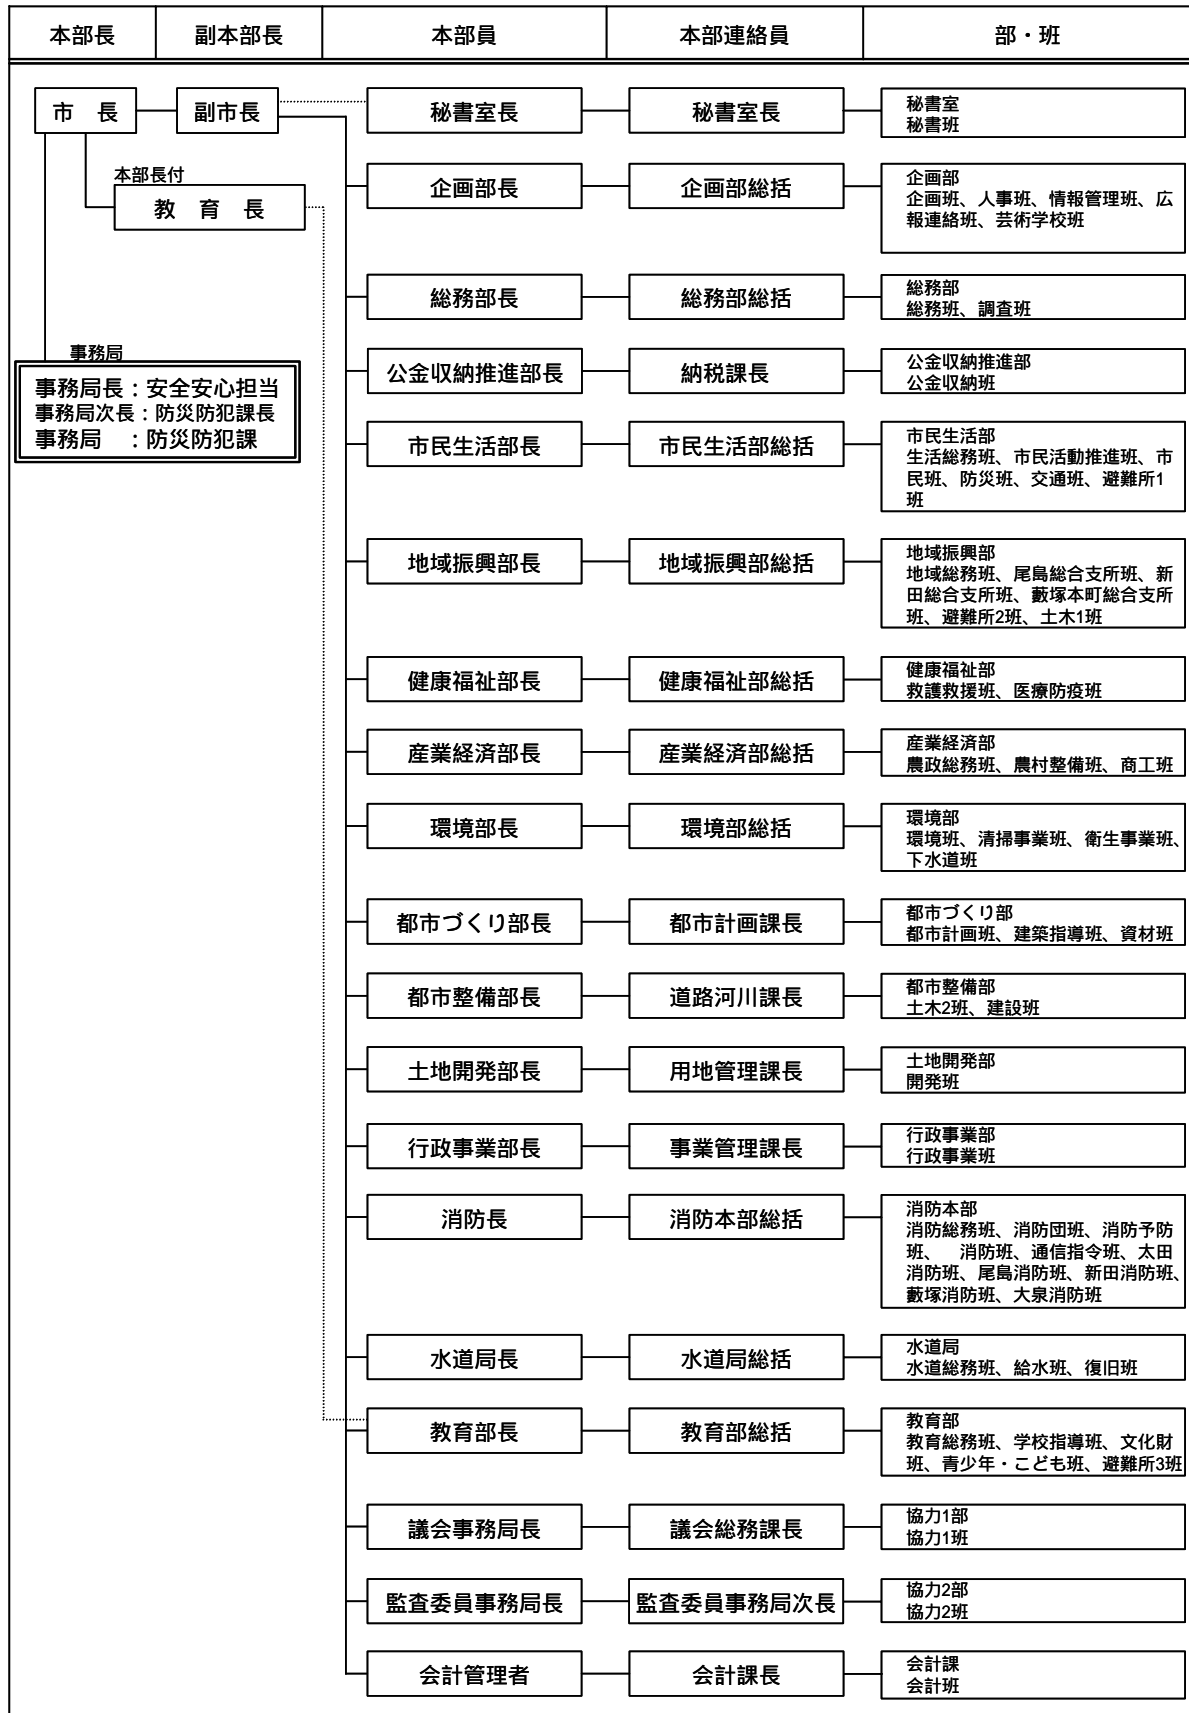 本部長 副本部長 本部員 本部連絡員 部・班
市　長 副市長 秘書室長 秘書室長
秘書室
秘書班
本部長付
教　育　長
企画部長 企画部総括
企画部
企画班、人事班、情報管理班、広
報連絡班、芸術学校班
総務部長 総務部総括
総務部
総務班、調査班
事務局
事務局長：安全安心担当
事務局次長：防災防犯課長
事務局　：防災防犯課
公金収納推進部長 納税課長
公金収納推進部
公金収納班
市民生活部長 市民生活部総括
市民生活部
生活総務班、市民活動推進班、市
民班、防災班、交通班、避難所1
班
地域振興部長 地域振興部総括
地域振興部
地域総務班、尾島総合支所班、新
田総合支所班、藪塚本町総合支所
班、避難所2班、土木1班
健康福祉部長 健康福祉部総括
健康福祉部
救護救援班、医療防疫班
産業経済部長 産業経済部総括
産業経済部
農政総務班、農村整備班、商工班
環境部長 環境部総括
環境部
環境班、清掃事業班、衛生事業班、
下水道班
都市づくり部長 都市計画課長
都市づくり部
都市計画班、建築指導班、資材班
都市整備部長 道路河川課長
都市整備部
土木2班、建設班
土地開発部長 用地管理課長
土地開発部
開発班
行政事業部長 事業管理課長
行政事業部
行政事業班
消防長 消防本部総括
消防本部
消防総務班、消防団班、消防予防
班、　消防班、通信指令班、太田
消防班、尾島消防班、新田消防班、
藪塚消防班、大泉消防班
水道局長 水道局総括
水道局
水道総務班、給水班、復旧班
教育部長 教育部総括
教育部
教育総務班、学校指導班、文化財
班、青少年・こども班、避難所3班
議会事務局長 議会総務課長
協力1部
協力1班
監査委員事務局長 監査委員事務局次長
協力2部
協力2班
会計管理者 会計課長
会計課
会計班